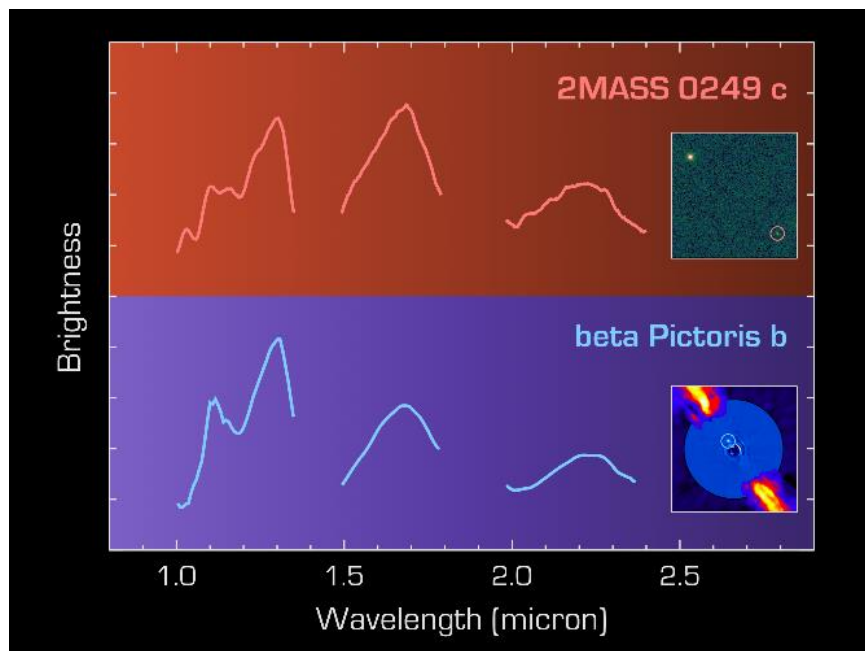 2MASS 0249 c
beta Pictoris b
Brightness
1.0
1.5
2.0
2.5
Wavelength (micron)